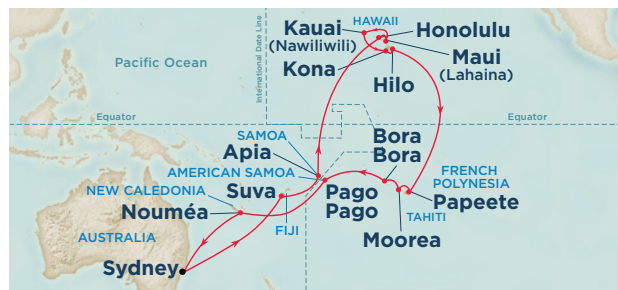 Kauai
(Nawiliwili)
HAWAII
Honolulu
Maui
(Lahaina)
Kona
Hilo
Pacific Ocean
International Date Line
Equator
Equator
SAMOA
Apia
AMERICAN SAMOA
Bora
Bora
NEW CALEDONIA
Suva
Pago
Pago
FRENCH
POLYNESIA
Papeete
Nouméa
TAHITI
FIJI
Moorea
AUSTRALIA
Sydney